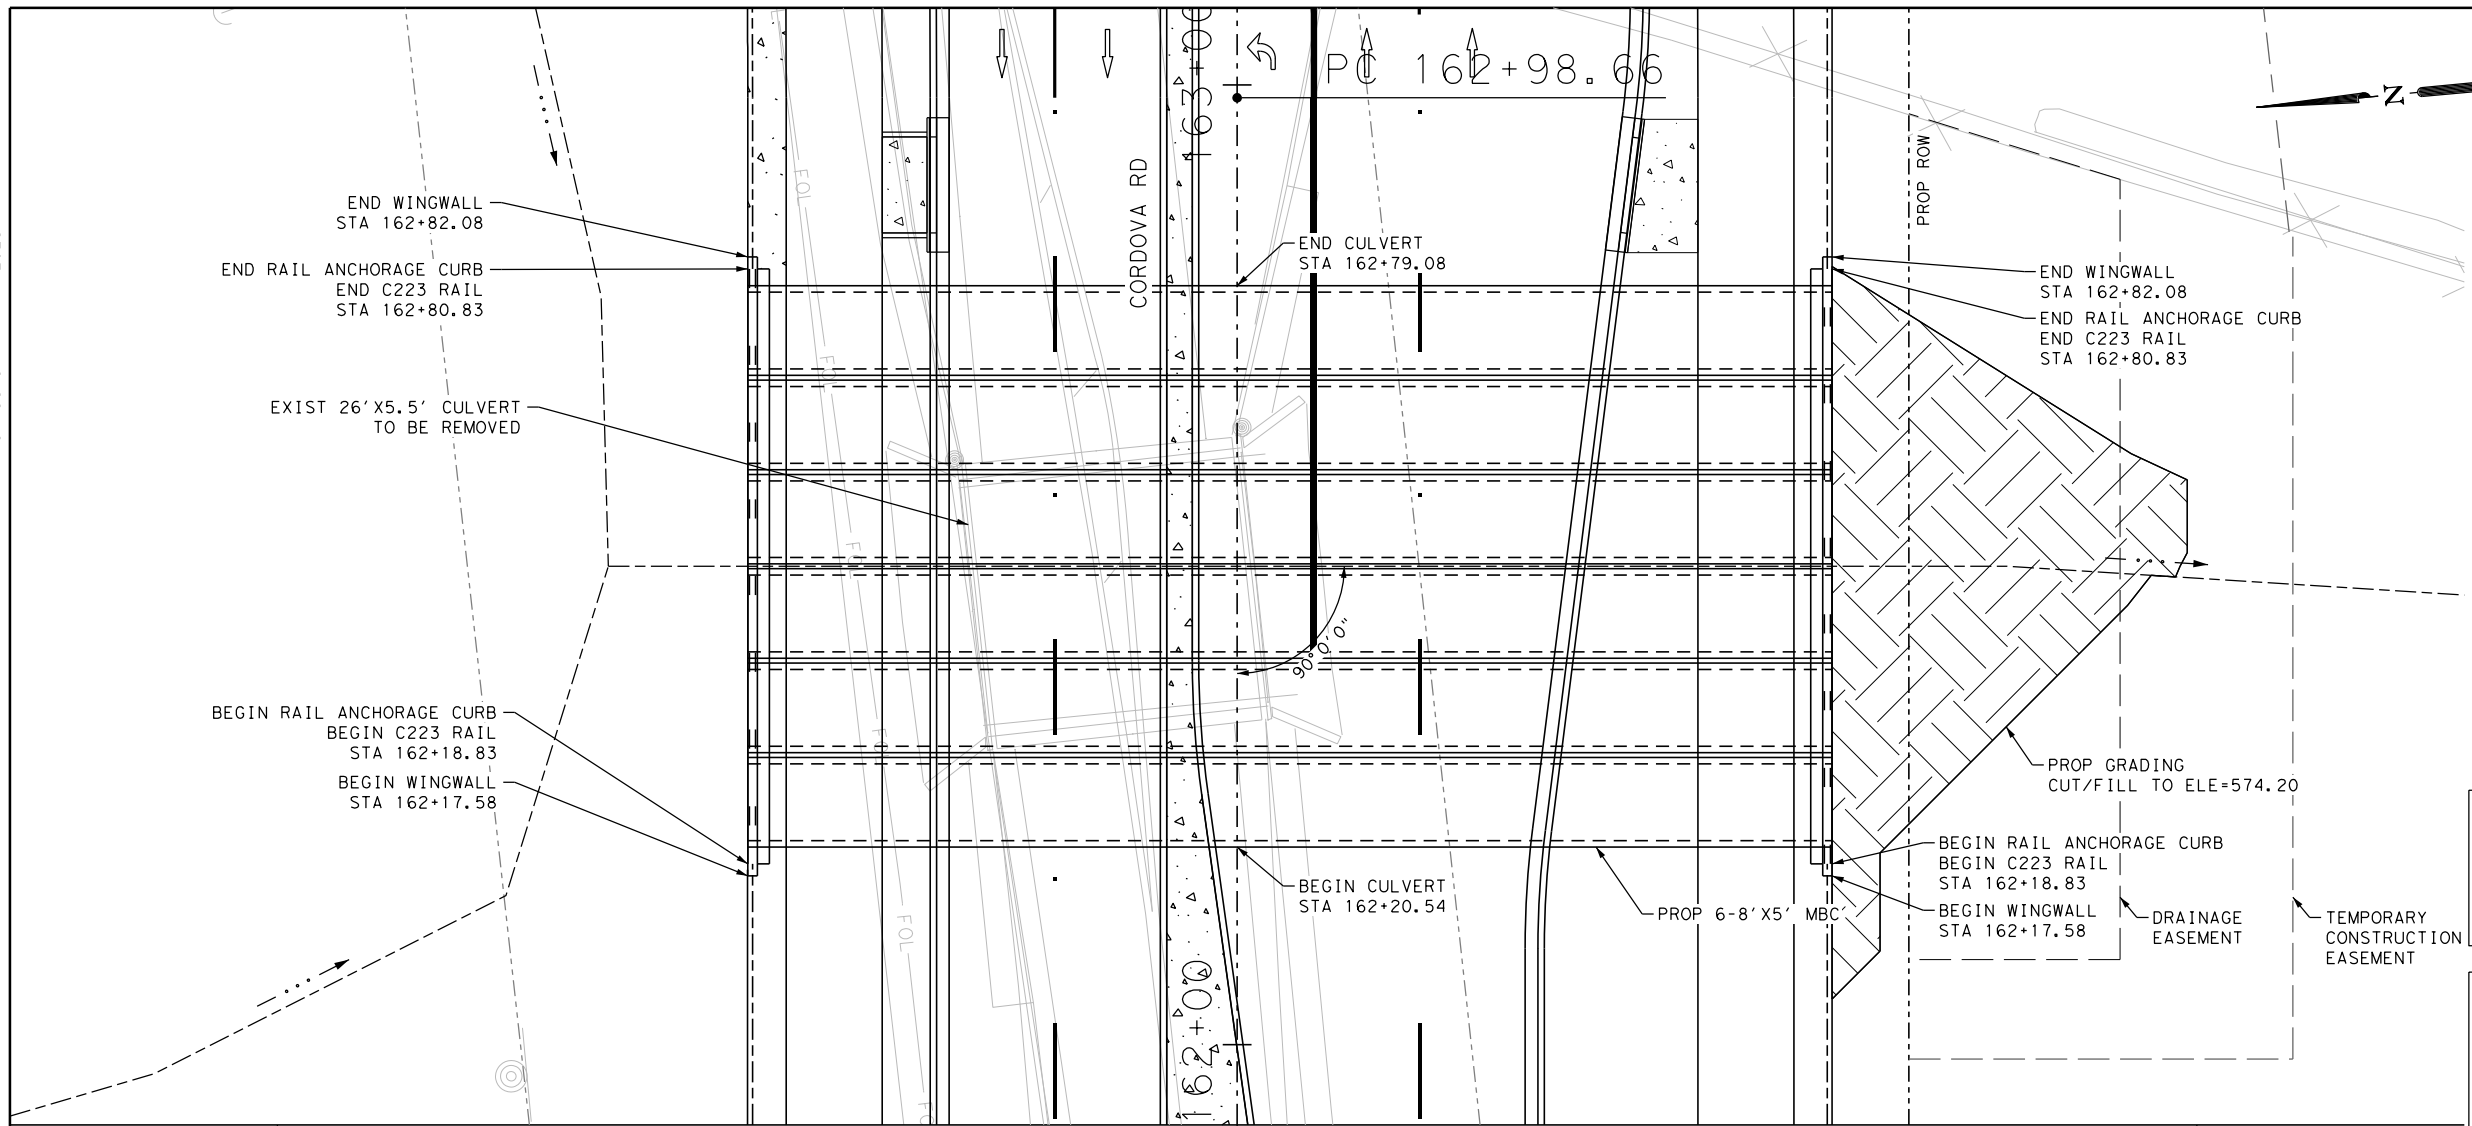 163+00
PC 162+98.66
Z
CORDOVA RD
PROP ROW
END WINGWALL
STA 162+82.08
END RAIL ANCHORAGE CURB
END C223 RAIL
STA 162+80.83
END CULVERT
STA 162+79.08
END WINGWALL
STA 162+82.08
END RAIL ANCHORAGE CURB
END C223 RAIL
STA 162+80.83
EXIST 26'X5.5' CULVERT
TO BE REMOVED
FOL
FOL
FOL
FOL
FOL
90°0'0"
BEGIN RAIL ANCHORAGE CURB
BEGIN C223 RAIL
STA 162+18.83
BEGIN WINGWALL
STA 162+17.58
PROP GRADING
CUT/FILL TO ELE=574.20
BEGIN CULVERT
STA 162+20.54
PROP 6-8'X5' MBC
BEGIN RAIL ANCHORAGE CURB
BEGIN C223 RAIL
STA 162+18.83
BEGIN WINGWALL
STA 162+17.58
DRAINAGE
EASEMENT
TEMPORARY
CONSTRUCTION
EASEMENT
162+00